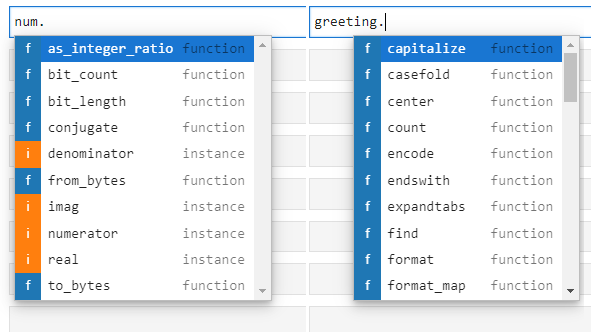 num.
f as_integer_ratio function
f bit_count function
f bit_length function
f conjugate function
i denominator instance
f from_bytes function
i imag instance
i numerator instance
i real instance
f to_bytes function
greeting.
f capitalize function
f casefold function
f center function
f count function
f encode function
f endswith function
f expandtabs function
f find function
f format function
f format_map function